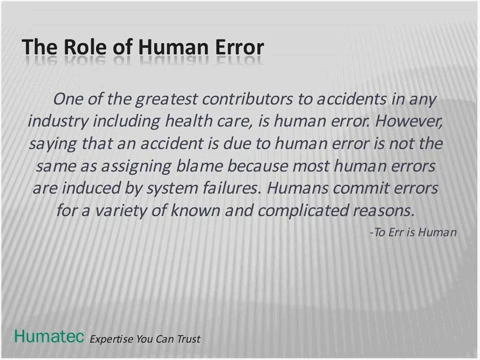 The Role of Human Error
One of the greatest contributors to accidents in any
industry including health care, is human error. However,
saying that an accident is due to human error is not the
same as assigning blame because most human errors
are induced by system failures. Humans commit errors
for a variety of known and complicated reasons.
-To Err is Human
Humatec Expertise You Can Trust